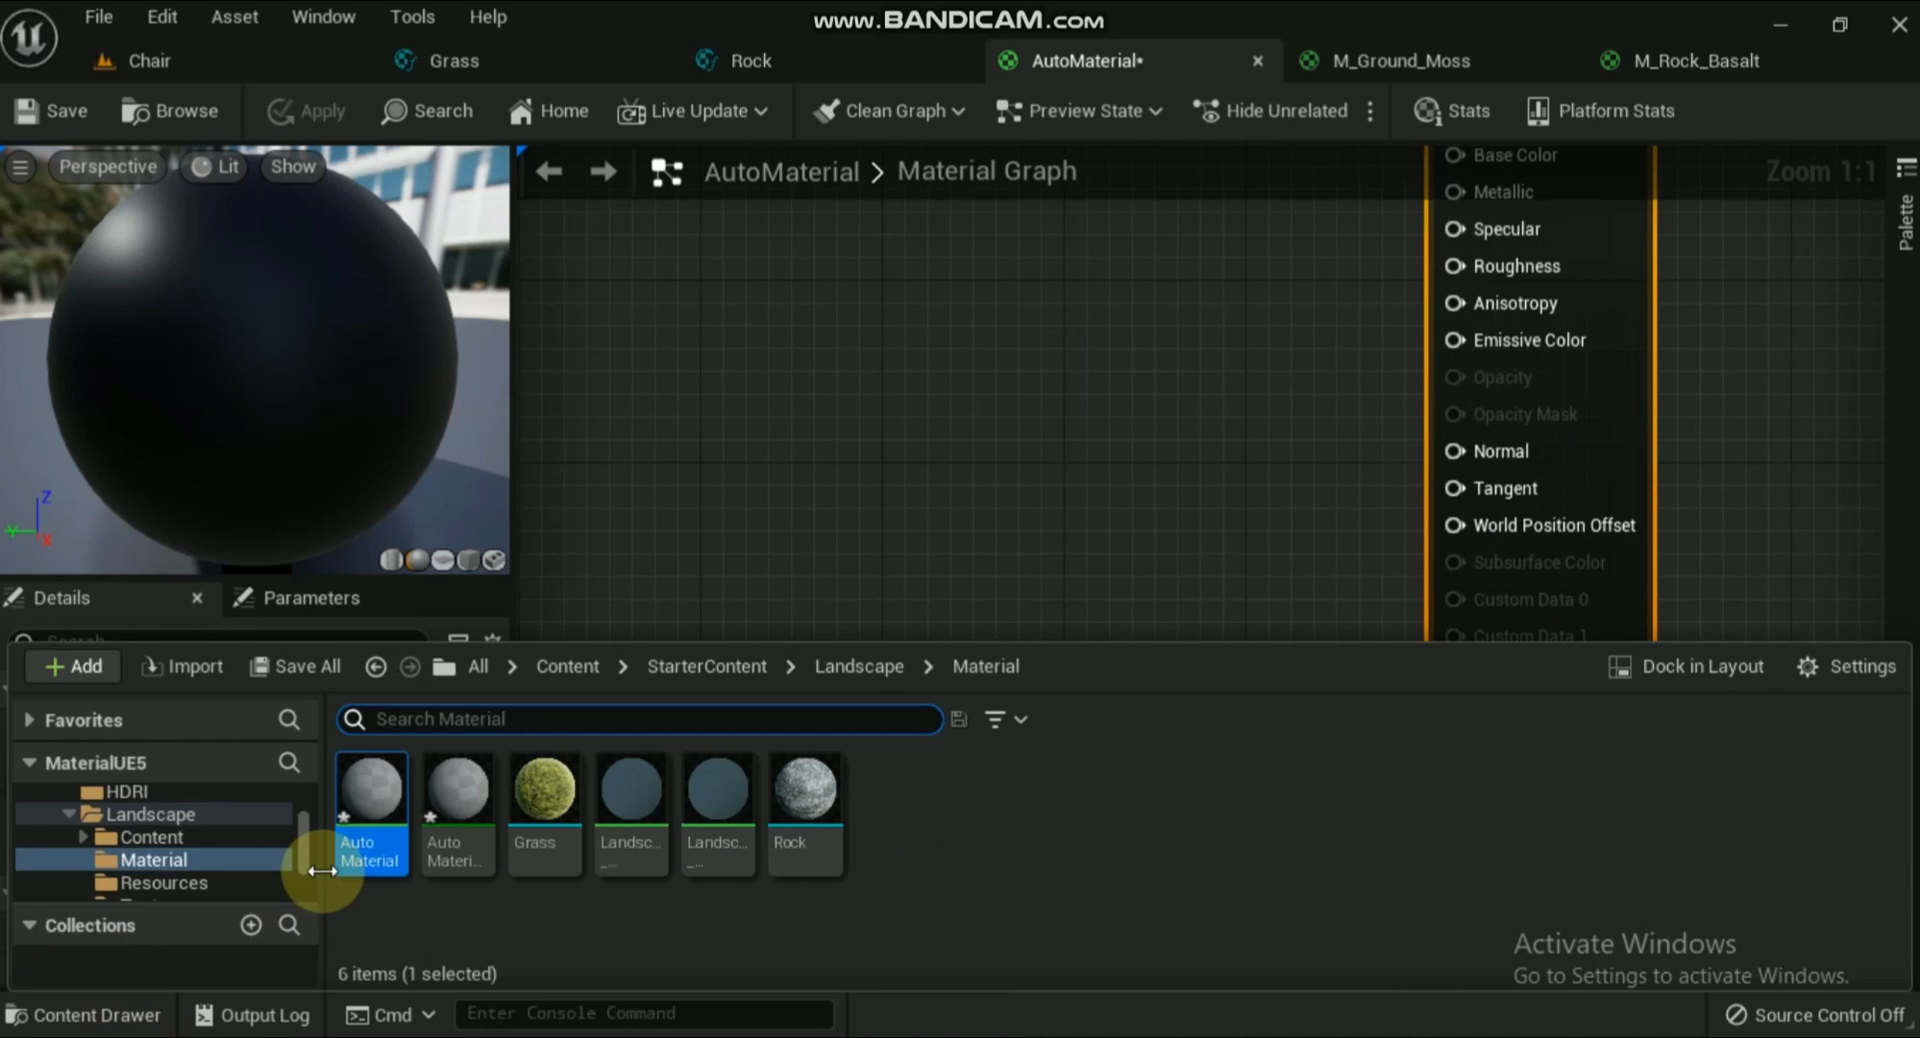 File Edit Asset Window Tools Help
www.BANDICAM.com
Chair Grass Rock AutoMaterial* M_Ground_Moss M_Rock_Basalt
Save Browse Apply Search Home Live Update Clean Graph Preview State Hide Unrelated Stats Platform Stats
Perspective Lit Show
AutoMaterial > Material Graph
Zoom 1:1
Palette
Base Color
Metallic
Specular
Roughness
Anisotropy
Emissive Color
Opacity
Opacity Mask
Normal
Tangent
World Position Offset
Subsurface Color
Custom Data 0
Custom Data 1
Z
Y
X
Details Parameters
Search
Add Import Save All All > Content > StarterContent > Landscape > Material
Dock in Layout Settings
Favorites
Search Material
MaterialUE5
HDRI
Landscape
Content
Material
Resources
Collections
Auto
Material
Auto
Materi...
Grass
Landsc...
_...
Landsc...
_...
Rock
6 items (1 selected)
Activate Windows
Go to Settings to activate Windows.
Content Drawer Output Log Cmd Enter Console Command Source Control Off